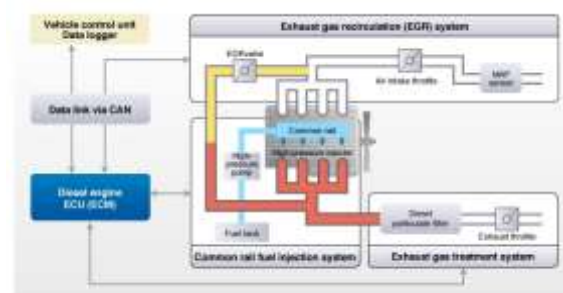 Vehicle control unit
Data logger
Exhaust gas recirculation (EGR) system
EGR valve
Air intake throttle
MAF
sensor
Data link via CAN
Common rail
High-
pressure
pump
High-pressure injector
Diesel engine
ECU (ECM)
Fuel tank
Diesel
particulate filter
Exhaust throttle
Common rail fuel injection system
Exhaust gas treatment system